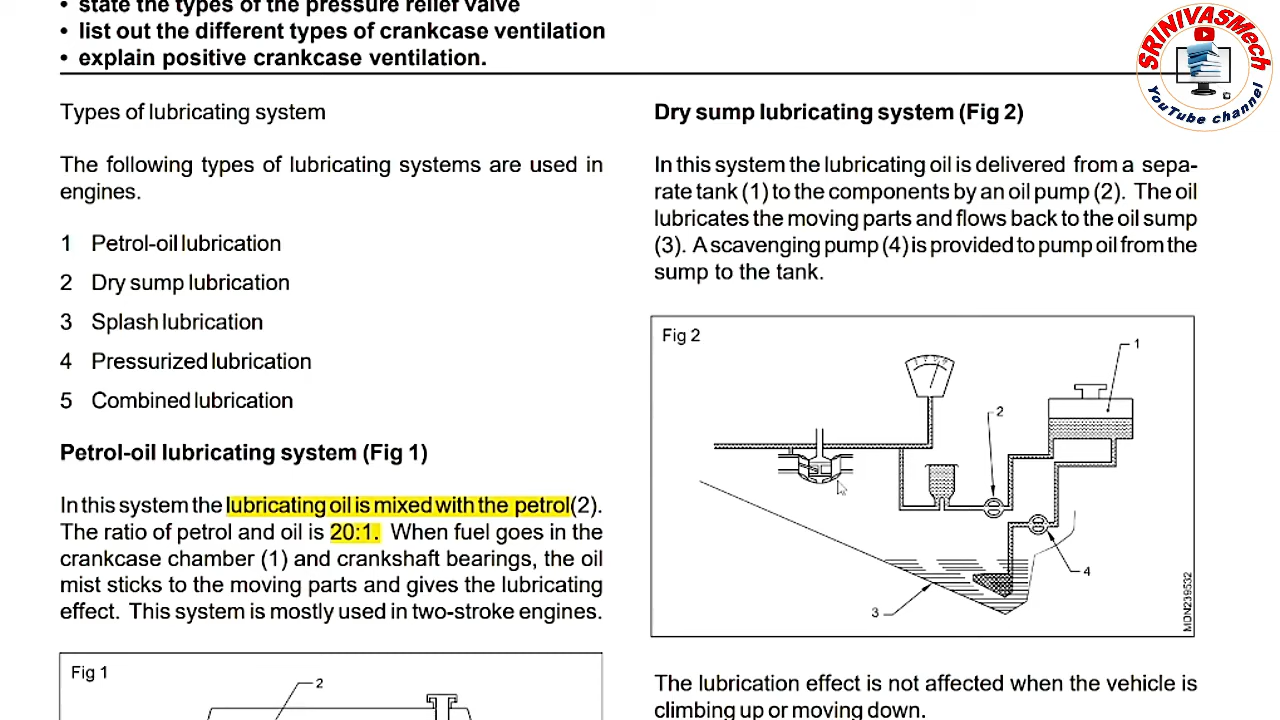 • state the types of the pressure relief valve
• list out the different types of crankcase ventilation
• explain positive crankcase ventilation.
SRINIVASMech
YouTube channel
Types of lubricating system
The following types of lubricating systems are used in
engines.
1 Petrol-oil lubrication
2 Dry sump lubrication
3 Splash lubrication
4 Pressurized lubrication
5 Combined lubrication
Petrol-oil lubricating system (Fig 1)
In this system the lubricating oil is mixed with the petrol (2).
The ratio of petrol and oil is 20:1. When fuel goes in the
crankcase chamber (1) and crankshaft bearings, the oil
mist sticks to the moving parts and gives the lubricating
effect. This system is mostly used in two-stroke engines.
Fig 1
2
Dry sump lubricating system (Fig 2)
In this system the lubricating oil is delivered from a sepa-
rate tank (1) to the components by an oil pump (2). The oil
lubricates the moving parts and flows back to the oil sump
(3). A scavenging pump (4) is provided to pump oil from the
sump to the tank.
Fig 2
1
2
4
3
MDN239532
The lubrication effect is not affected when the vehicle is
climbing up or moving down.